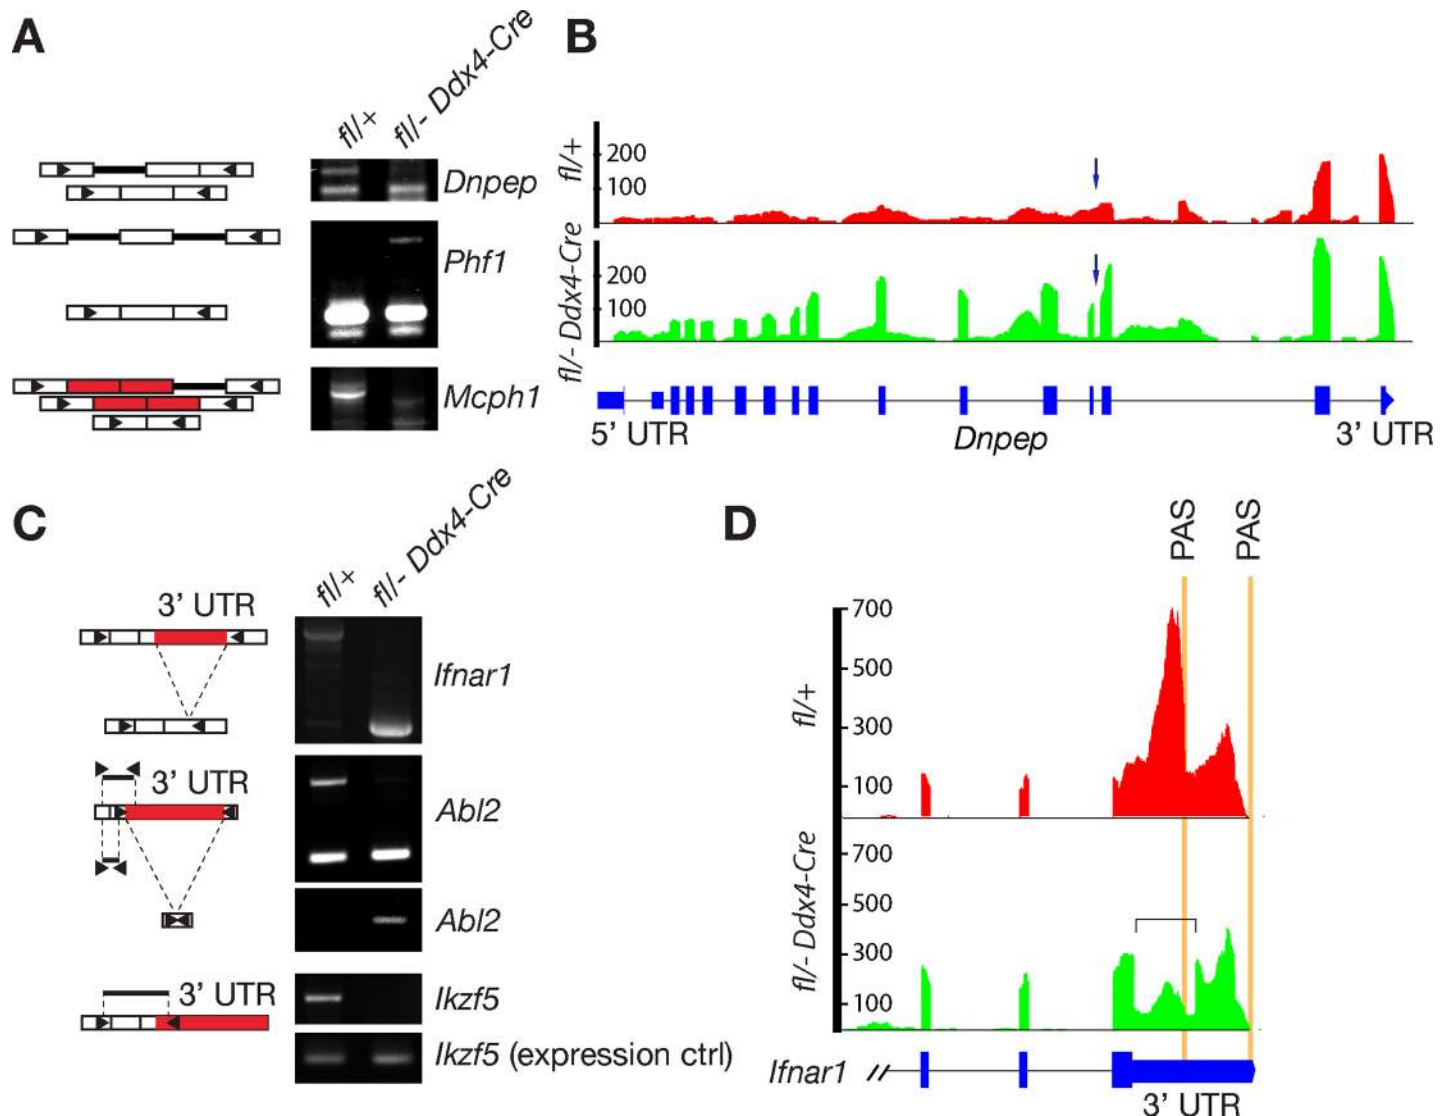 A
fl/+
fl/- Ddx4-Cre
Dnpep
Phf1
Mcph1
B
fl/+
200
100
fl/- Ddx4-Cre
200
100
5' UTR
Dnpep
3' UTR
C
fl/+
fl/- Ddx4-Cre
3' UTR
Ifnar1
3' UTR
Abl2
Abl2
3' UTR
Ikzf5
Ikzf5 (expression ctrl)
D
PAS
PAS
fl/+
700
500
300
100
fl/- Ddx4-Cre
700
500
300
100
Ifnar1 //
3' UTR